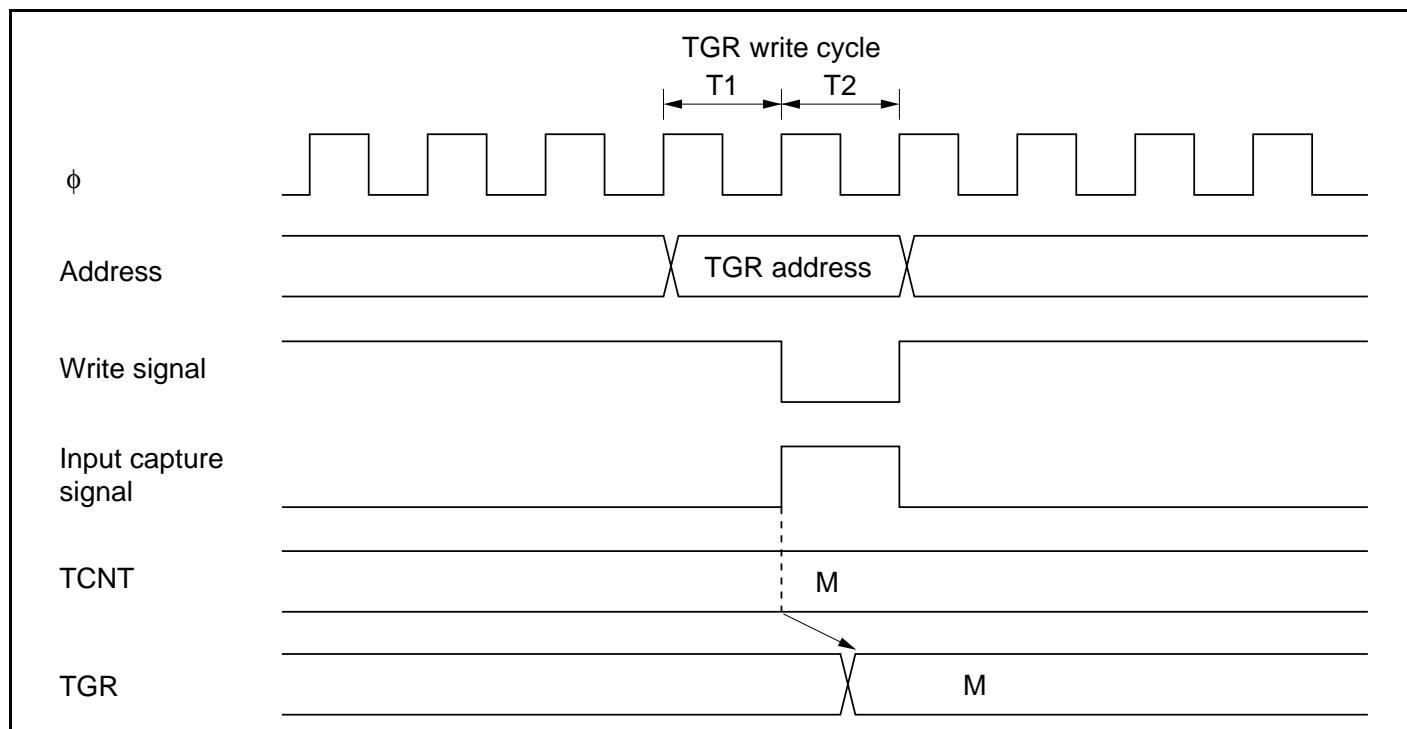 TGR write cycle
T1 T2
ϕ
Address
TGR address
Write signal
Input capture
signal
TCNT
M
TGR
M